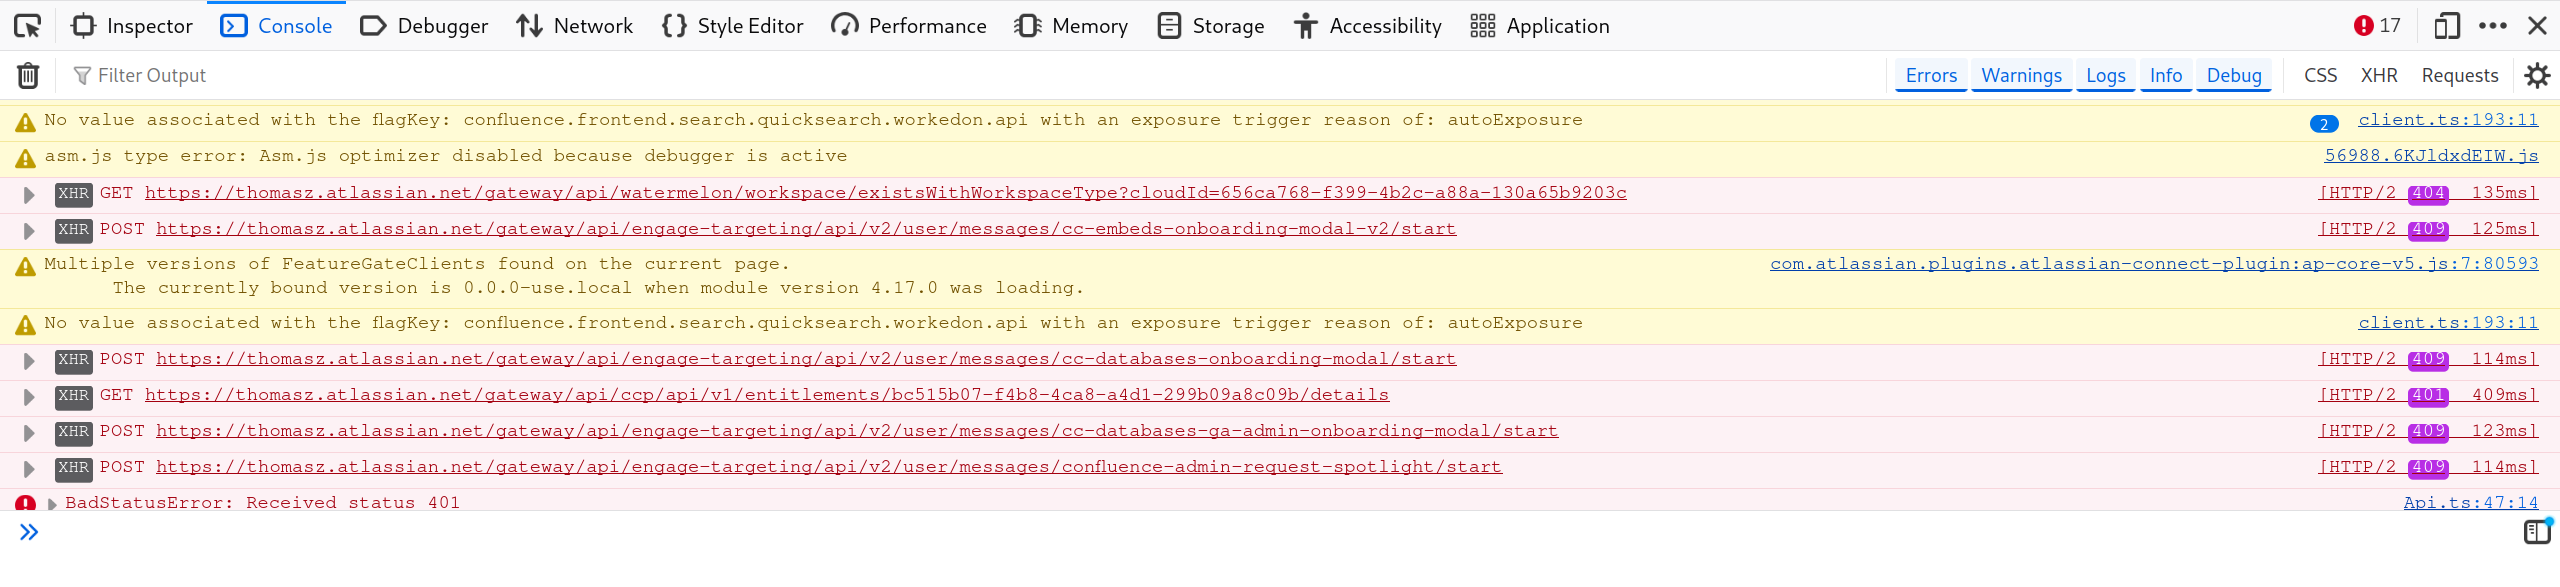 Inspector Console Debugger Network Style Editor Performance Memory Storage Accessibility Application 17
Filter Output Errors Warnings Logs Info Debug CSS XHR Requests
No value associated with the flagKey: confluence.frontend.search.quicksearch.workedon.api with an exposure trigger reason of: autoExposure 2 client.ts:193:11
asm.js type error: Asm.js optimizer disabled because debugger is active 56988.6KJldxdEIW.js
XHR GET https://thomasz.atlassian.net/gateway/api/watermelon/workspace/existsWithWorkspaceType?cloudId=656ca768-f399-4b2c-a88a-130a65b9203c [HTTP/2 404 135ms]
XHR POST https://thomasz.atlassian.net/gateway/api/engage-targeting/api/v2/user/messages/cc-embeds-onboarding-modal-v2/start [HTTP/2 409 125ms]
Multiple versions of FeatureGateClients found on the current page. com.atlassian.plugins.atlassian-connect-plugin:ap-core-v5.js:7:80593
The currently bound version is 0.0.0-use.local when module version 4.17.0 was loading.
No value associated with the flagKey: confluence.frontend.search.quicksearch.workedon.api with an exposure trigger reason of: autoExposure client.ts:193:11
XHR POST https://thomasz.atlassian.net/gateway/api/engage-targeting/api/v2/user/messages/cc-databases-onboarding-modal/start [HTTP/2 409 114ms]
XHR GET https://thomasz.atlassian.net/gateway/api/ccp/api/v1/entitlements/bc515b07-f4b8-4ca8-a4d1-299b09a8c09b/details [HTTP/2 401 409ms]
XHR POST https://thomasz.atlassian.net/gateway/api/engage-targeting/api/v2/user/messages/cc-databases-ga-admin-onboarding-modal/start [HTTP/2 409 123ms]
XHR POST https://thomasz.atlassian.net/gateway/api/engage-targeting/api/v2/user/messages/confluence-admin-request-spotlight/start [HTTP/2 409 114ms]
BadStatusError: Received status 401 Api.ts:47:14